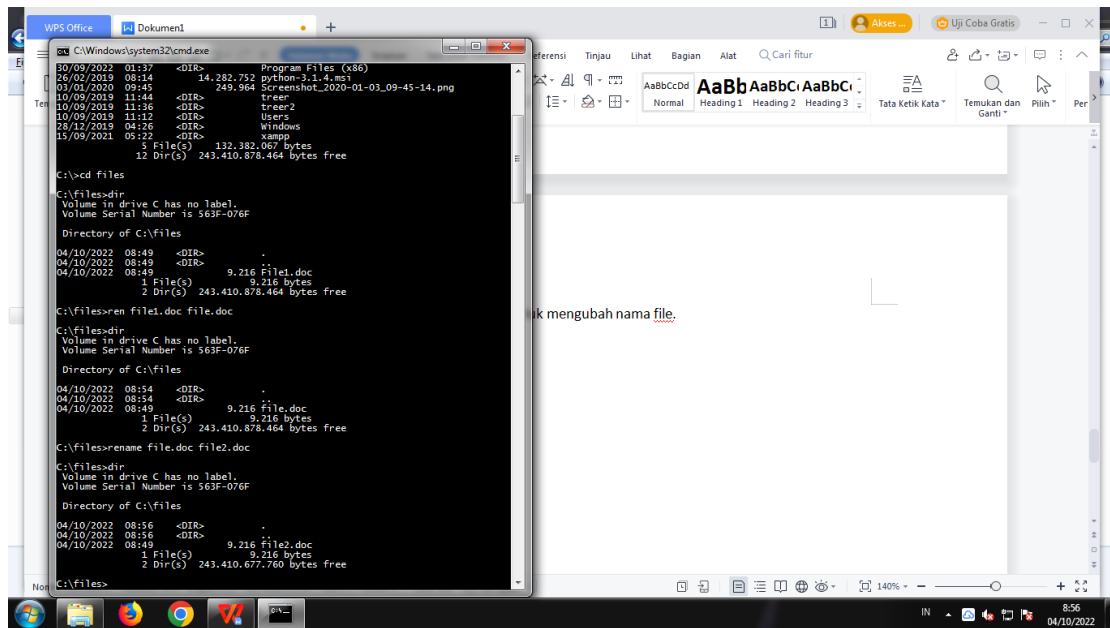 WPS Office
Dokumen1
Akses ...
Uji Coba Gratis
C:\Windows\system32\cmd.exe
eferensi Tinjau Lihat Bagian Alat Cari fitur
AaBbCcDd AaBb AaBbC AaBbC
Normal Heading 1 Heading 2 Heading 3
Tata Ketik Kata
Temukan dan
Ganti
Pilih
Per
Ten
30/09/2022 01:37 <DIR> Program Files (x86)
26/02/2019 08:14 14.282.752 python-3.1.4.msi
03/01/2020 09:45 249.964 Screenshot_2020-01-03_09-45-14.png
10/09/2019 11:44 <DIR> treer
10/09/2019 11:36 <DIR> treer2
10/09/2019 11:12 <DIR> Users
28/12/2019 04:26 <DIR> Windows
15/09/2021 05:22 <DIR> xampp
5 File(s) 132.382.067 bytes
12 Dir(s) 243.410.878.464 bytes free
C:\>cd files
C:\files>dir
Volume in drive C has no label.
Volume Serial Number is 563F-076F
Directory of C:\files
04/10/2022 08:49 <DIR> .
04/10/2022 08:49 <DIR> ..
04/10/2022 08:49 9.216 File1.doc
1 File(s) 9.216 bytes
2 Dir(s) 243.410.878.464 bytes free
C:\files>ren file1.doc file.doc
C:\files>dir
Volume in drive C has no label.
Volume Serial Number is 563F-076F
Directory of C:\files
04/10/2022 08:54 <DIR> .
04/10/2022 08:54 <DIR> ..
04/10/2022 08:49 9.216 file.doc
1 File(s) 9.216 bytes
2 Dir(s) 243.410.878.464 bytes free
C:\files>rename file.doc file2.doc
C:\files>dir
Volume in drive C has no label.
Volume Serial Number is 563F-076F
Directory of C:\files
04/10/2022 08:56 <DIR> .
04/10/2022 08:56 <DIR> ..
04/10/2022 08:49 9.216 file2.doc
1 File(s) 9.216 bytes
2 Dir(s) 243.410.677.760 bytes free
C:\files>
uk mengubah nama file.
140%
IN
8:56
04/10/2022